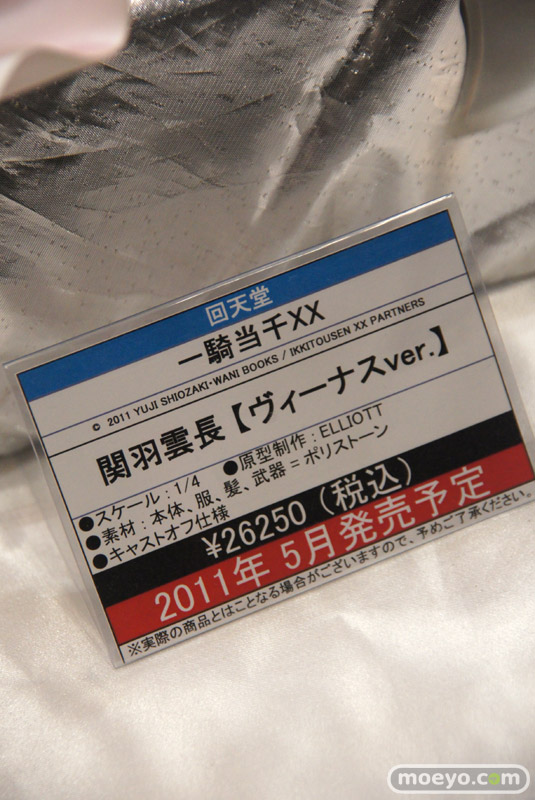 回天堂
一騎当千XX
© 2011 YUJI SHIOZAKI・WANI BOOKS / IKKITOUSEN XX PARTNERS
関羽雲長【ヴィーナスver.】
●スケール：1/4 ●原型制作：ELLIOTT
●素材：本体、服、髪、武器＝ポリストーン
●キャストオフ仕様
¥26250（税込）
2011年 5月発売予定
※実際の商品とはことなる場合がございますので、予めご了承ください。
moeyo.com